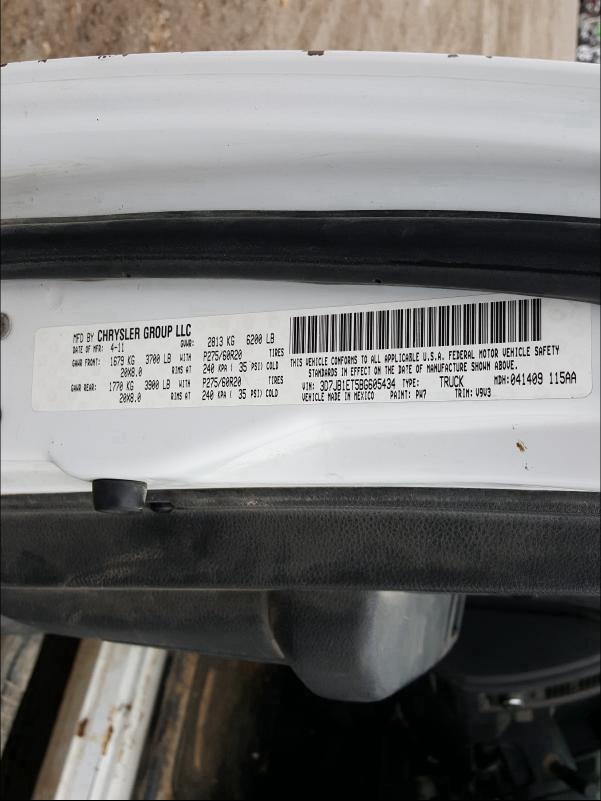 MFD BY CHRYSLER GROUP LLC
DATE OF MFR: 4-11 GVWR: 2813 KG 6200 LB
GAWR FRONT: 1679 KG 3700 LB WITH P275/60R20 TIRES
20X8.0 RIMS AT 240 KPA ( 35 PSI) COLD
GAWR REAR: 1770 KG 3900 LB WITH P275/60R20 TIRES
20X8.0 RIMS AT 240 KPA ( 35 PSI) COLD
THIS VEHICLE CONFORMS TO ALL APPLICABLE U.S.A. FEDERAL MOTOR VEHICLE SAFETY
STANDARDS IN EFFECT ON THE DATE OF MANUFACTURE SHOWN ABOVE.
VIN: 3D7JB1ET5BG605434 TYPE: TRUCK MDH: 041409 115AA
VEHICLE MADE IN MEXICO PAINT: PW7 TRIM: V9V3